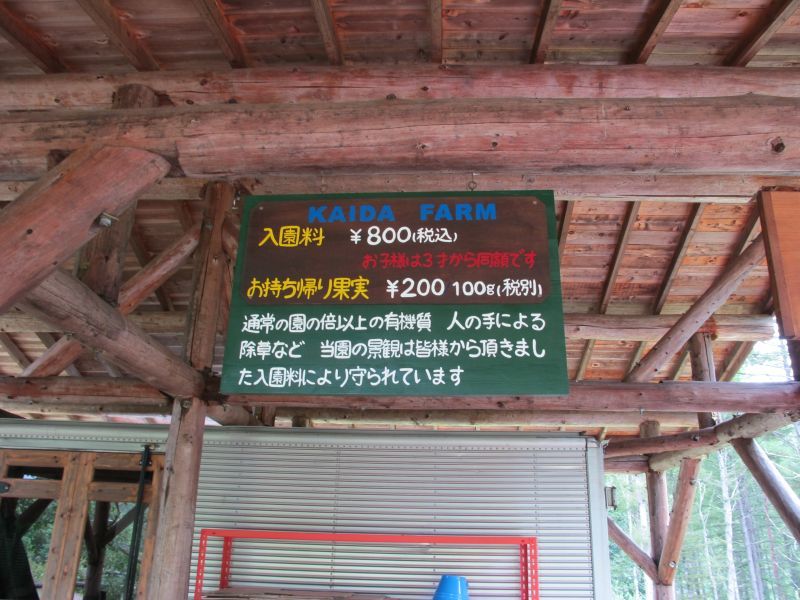 KAIDA FARM
入園料 ￥800(税込)
お子様は3才から同額です
お持ち帰り果実 ￥200 100g(税別)
通常の園の倍以上の有機質 人の手による
除草など 当園の景観は皆様から頂きまし
た入園料により守られています